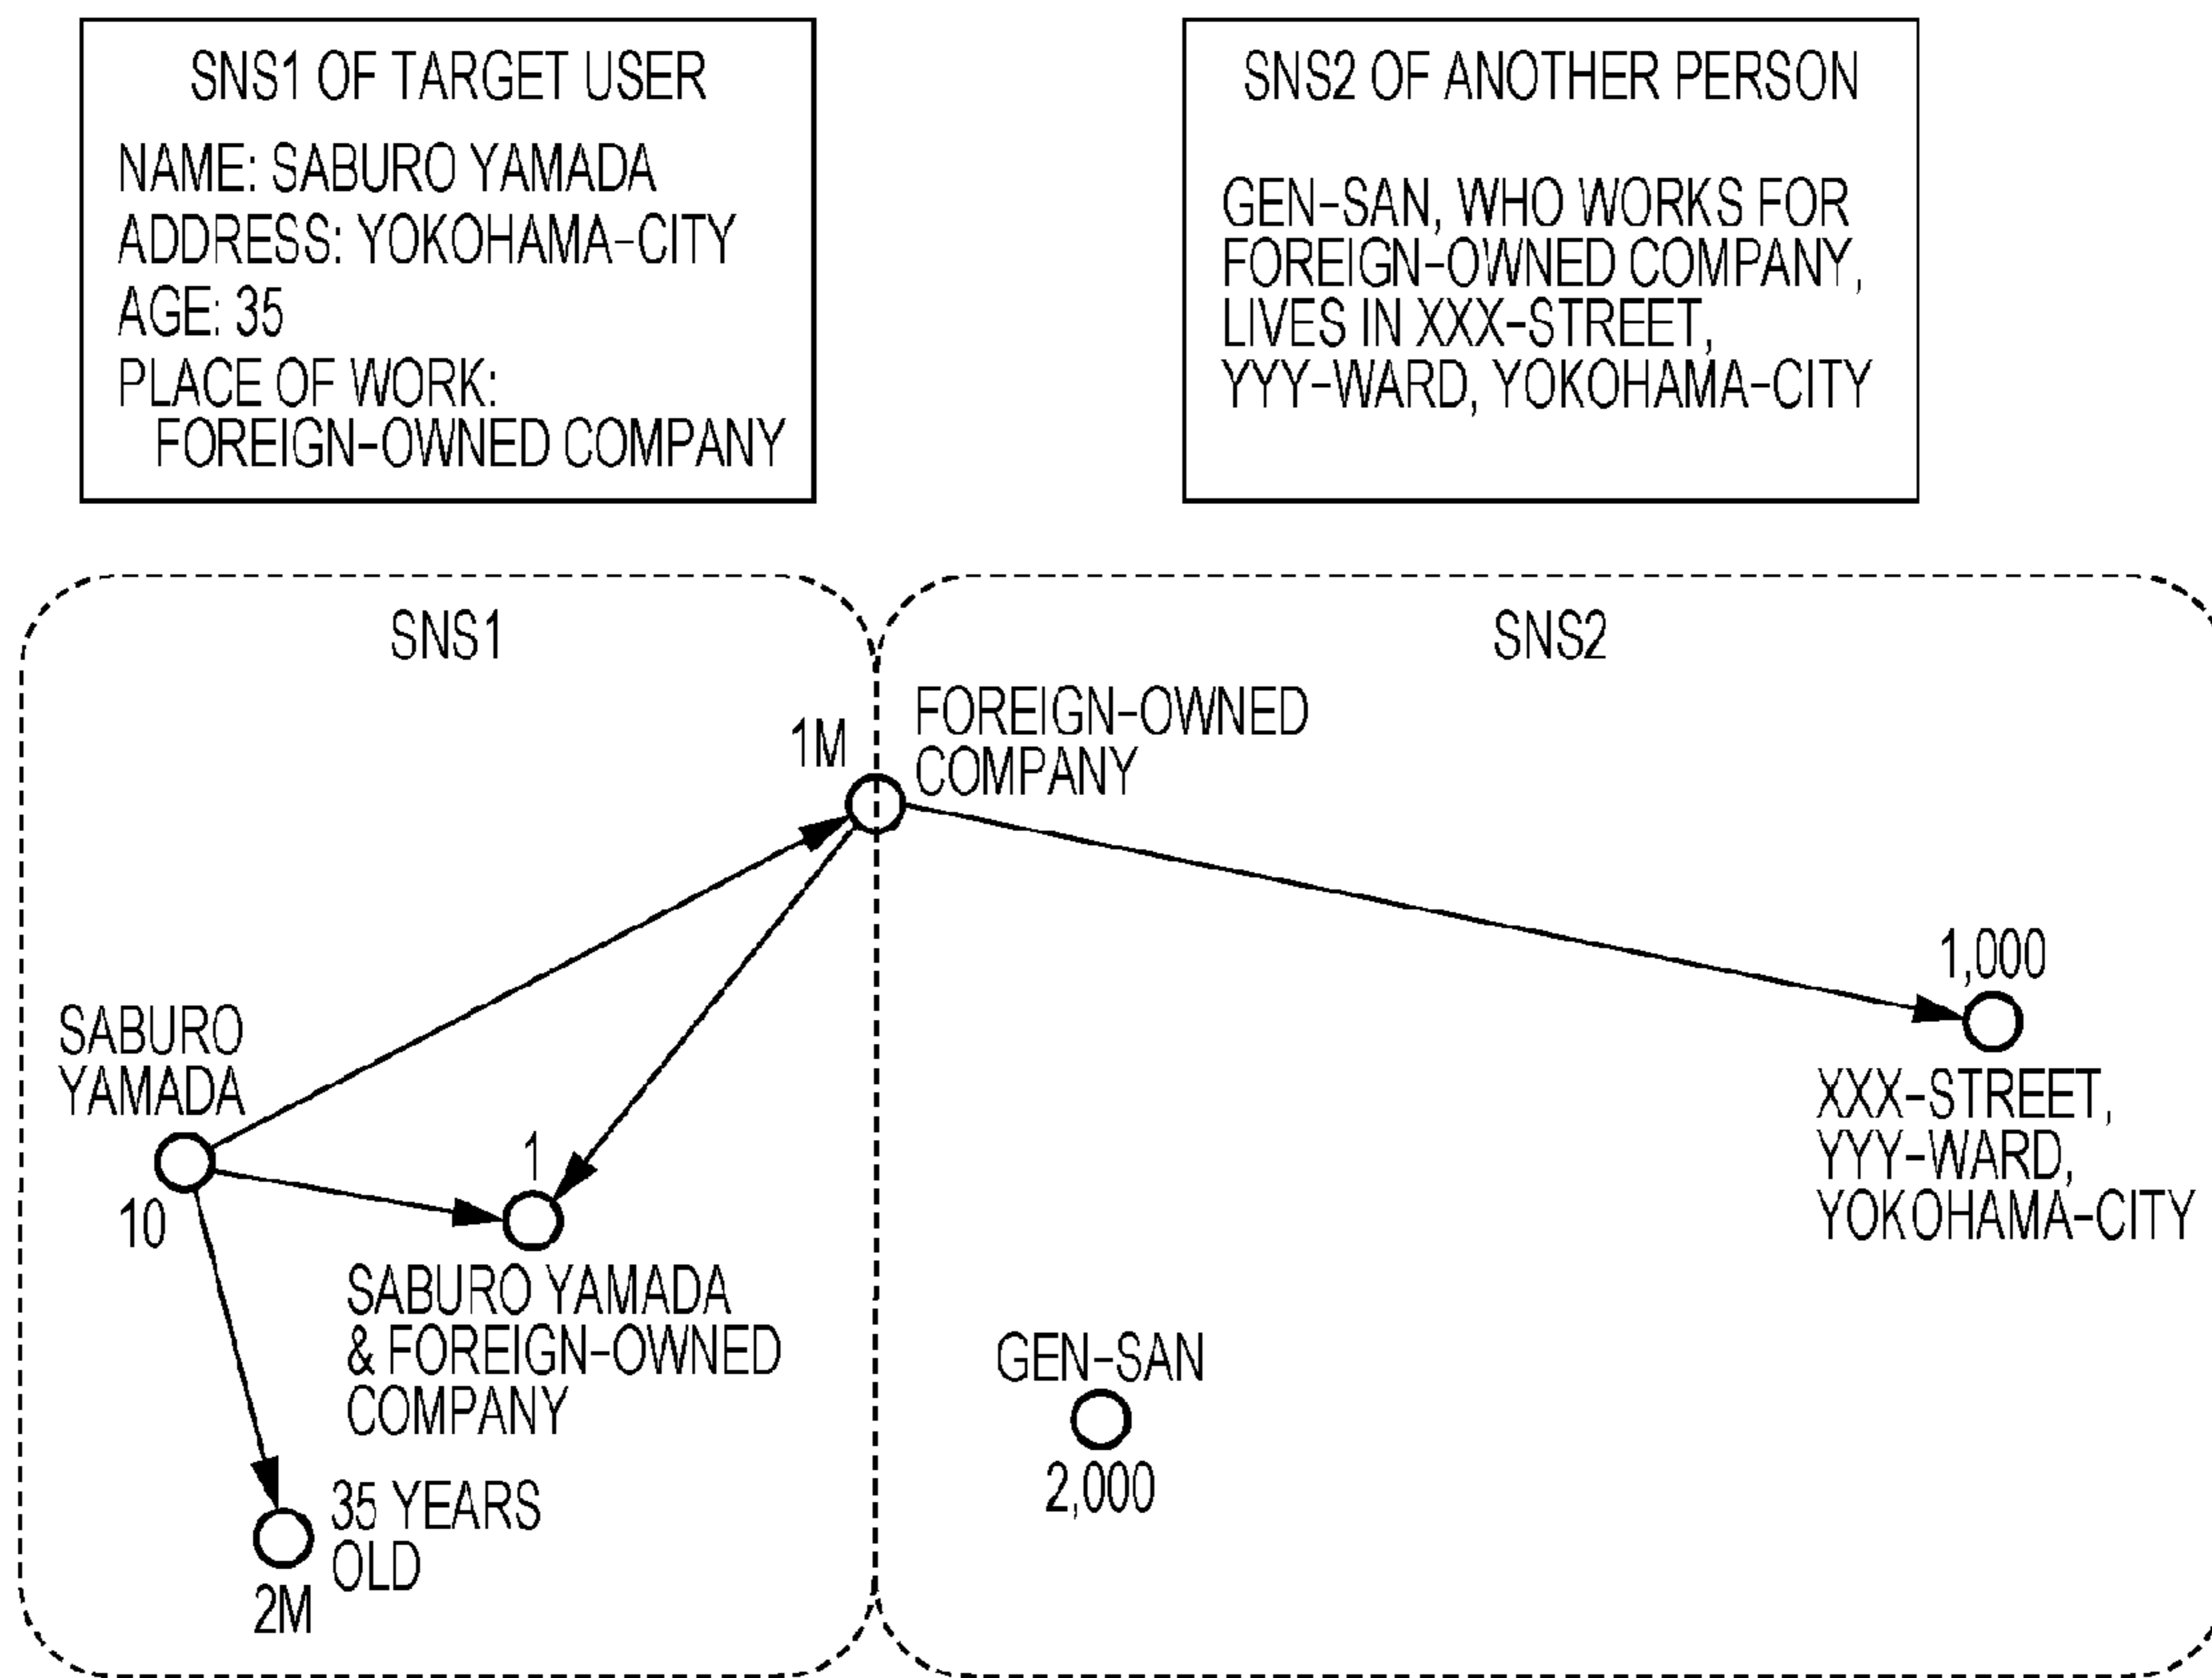 SNS1 OF TARGET USER
NAME: SABURO YAMADA
ADDRESS: YOKOHAMA-CITY
AGE: 35
PLACE OF WORK:
FOREIGN-OWNED COMPANY
SNS2 OF ANOTHER PERSON
GEN-SAN, WHO WORKS FOR
FOREIGN-OWNED COMPANY,
LIVES IN XXX-STREET,
YYY-WARD, YOKOHAMA-CITY
SNS1
SNS2
1M
FOREIGN-OWNED
COMPANY
1,000
XXX-STREET,
YYY-WARD,
YOKOHAMA-CITY
SABURO
YAMADA
10
1
SABURO YAMADA
& FOREIGN-OWNED
COMPANY
GEN-SAN
2,000
35 YEARS
OLD
2M